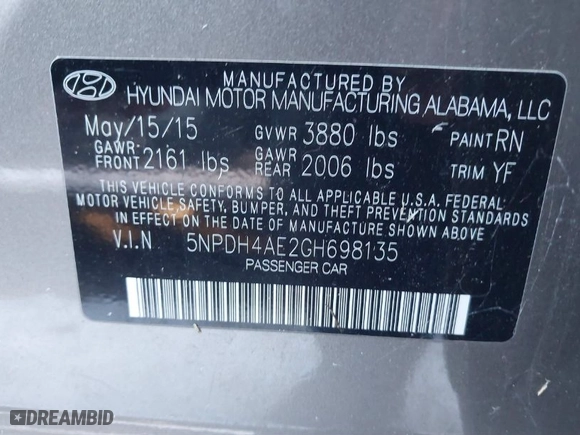 MANUFACTURED BY
HYUNDAI MOTOR MANUFACTURING ALABAMA, LLC
May/15/15 GVWR 3880 lbs PAINT RN
GAWR FRONT 2161 lbs GAWR REAR 2006 lbs TRIM YF
THIS VEHICLE CONFORMS TO ALL APPLICABLE U.S.A. FEDERAL
MOTOR VEHICLE SAFETY, BUMPER, AND THEFT PREVENTION STANDARDS
IN EFFECT ON THE DATE OF MANUFACTURE SHOWN ABOVE
V.I.N 5NPDH4AE2GH698135
PASSENGER CAR
DREAMBID